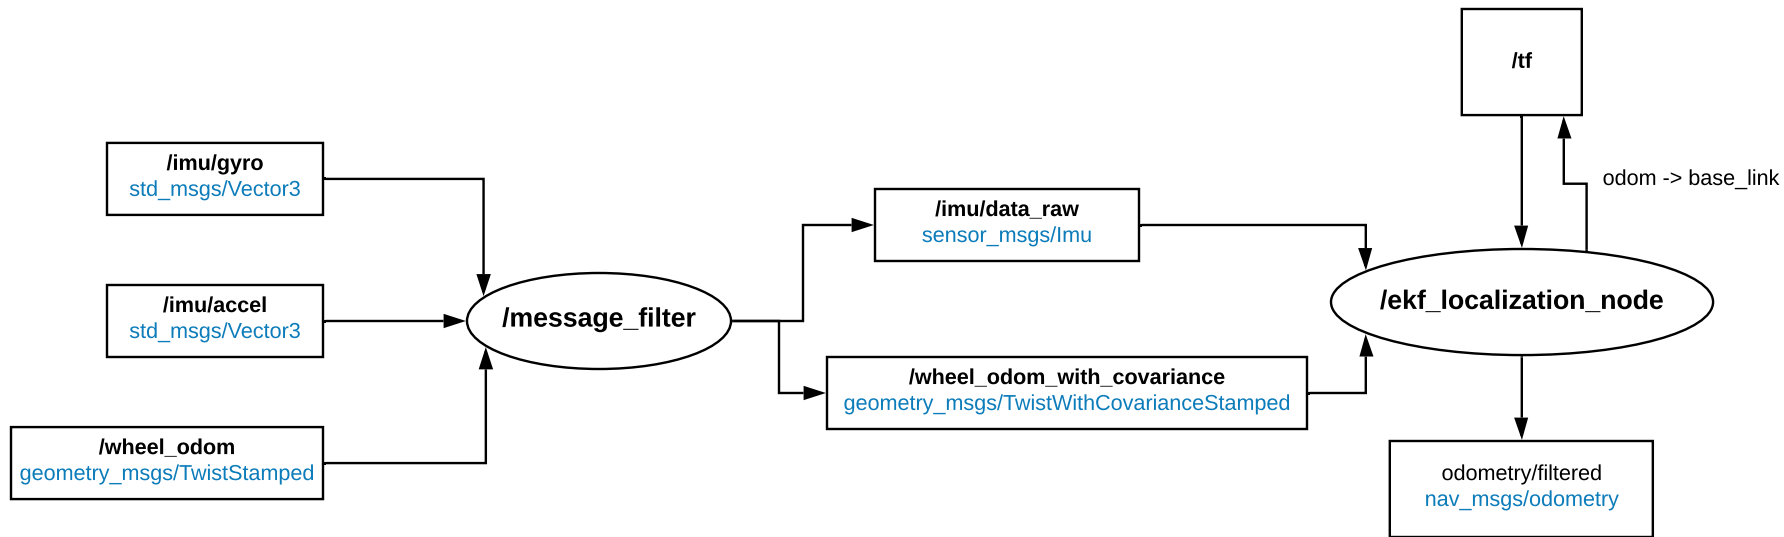 /tf
odom -> base_link
/imu/gyro
std_msgs/Vector3
/imu/accel
std_msgs/Vector3
/wheel_odom
geometry_msgs/TwistStamped
/message_filter
/imu/data_raw
sensor_msgs/Imu
/wheel_odom_with_covariance
geometry_msgs/TwistWithCovarianceStamped
/ekf_localization_node
odometry/filtered
nav_msgs/odometry